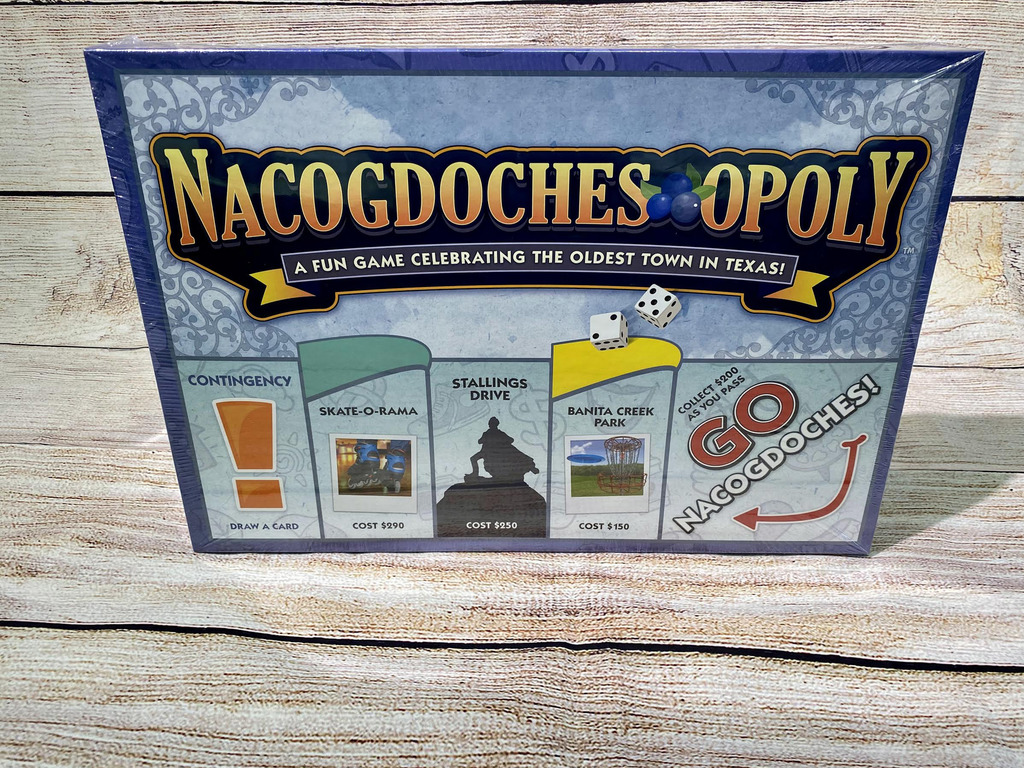 NACOGDOCHES OPOLY
TM
A FUN GAME CELEBRATING THE OLDEST TOWN IN TEXAS!
CONTINGENCY
!
DRAW A CARD
SKATE-O-RAMA
COST $290
STALLINGS
DRIVE
COST $250
BANITA CREEK
PARK
COST $150
COLLECT $200
AS YOU PASS
GO
NACOGDOCHES!